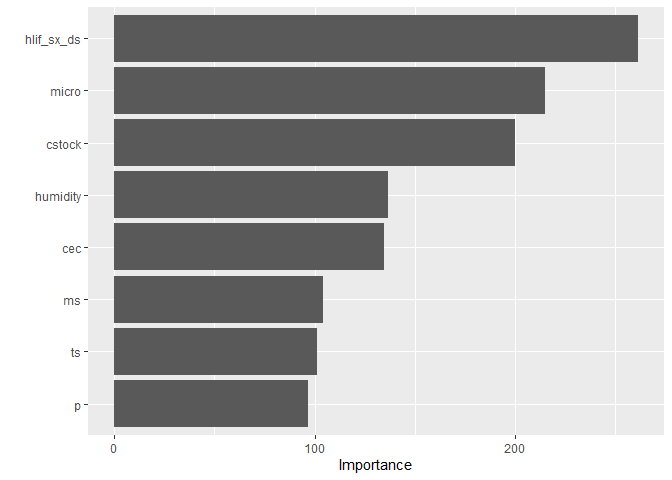 hlif_sx_ds
micro
cstock
humidity
cec
ms
ts
p
0 100 200
Importance